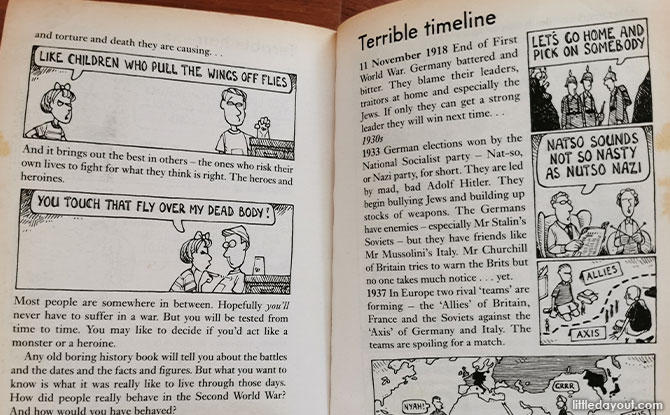 and torture and death they are causing. . .
LIKE CHILDREN WHO PULL THE WINGS OFF FLIES
And it brings out the best in others – the ones who risk their
own lives to fight for what they think is right. The heroes and
heroines.
YOU TOUCH THAT FLY OVER MY DEAD BODY!
Most people are somewhere in between. Hopefully you'll
never have to suffer in a war. But you will be tested from
time to time. You may like to decide if you'd act like a
monster or a heroine.
Any old boring history book will tell you about the battles
and the dates and the facts and figures. But what you want to
know is what it was really like to live through those days.
How did people really behave in the Second World War?
And how would you have behaved?
Terrible timeline
11 November 1918 End of First
World War. Germany battered and
bitter. They blame their leaders,
traitors at home and especially the
Jews. If only they can get a strong
leader they will win next time. . .
1930s
1933 German elections won by the
National Socialist party – Nat-so,
or Nazi party, for short. They are led
by mad, bad Adolf Hitler. They
begin bullying Jews and building up
stocks of weapons. The Germans
have enemies – especially Mr Stalin's
Soviets – but they have friends like
Mr Mussolini's Italy. Mr Churchill
of Britain tries to warn the Brits but
no one takes much notice . . . yet.
1937 In Europe two rival 'teams' are
forming – the 'Allies' of Britain,
France and the Soviets against the
'Axis' of Germany and Italy. The
teams are spoiling for a match.
LET'S GO HOME AND
PICK ON SOMEBODY
NATSO SOUNDS
NOT SO NASTY
AS NUTSO NAZI
ALLIES
AXIS
NYAH!
GRRR
littledayout.com